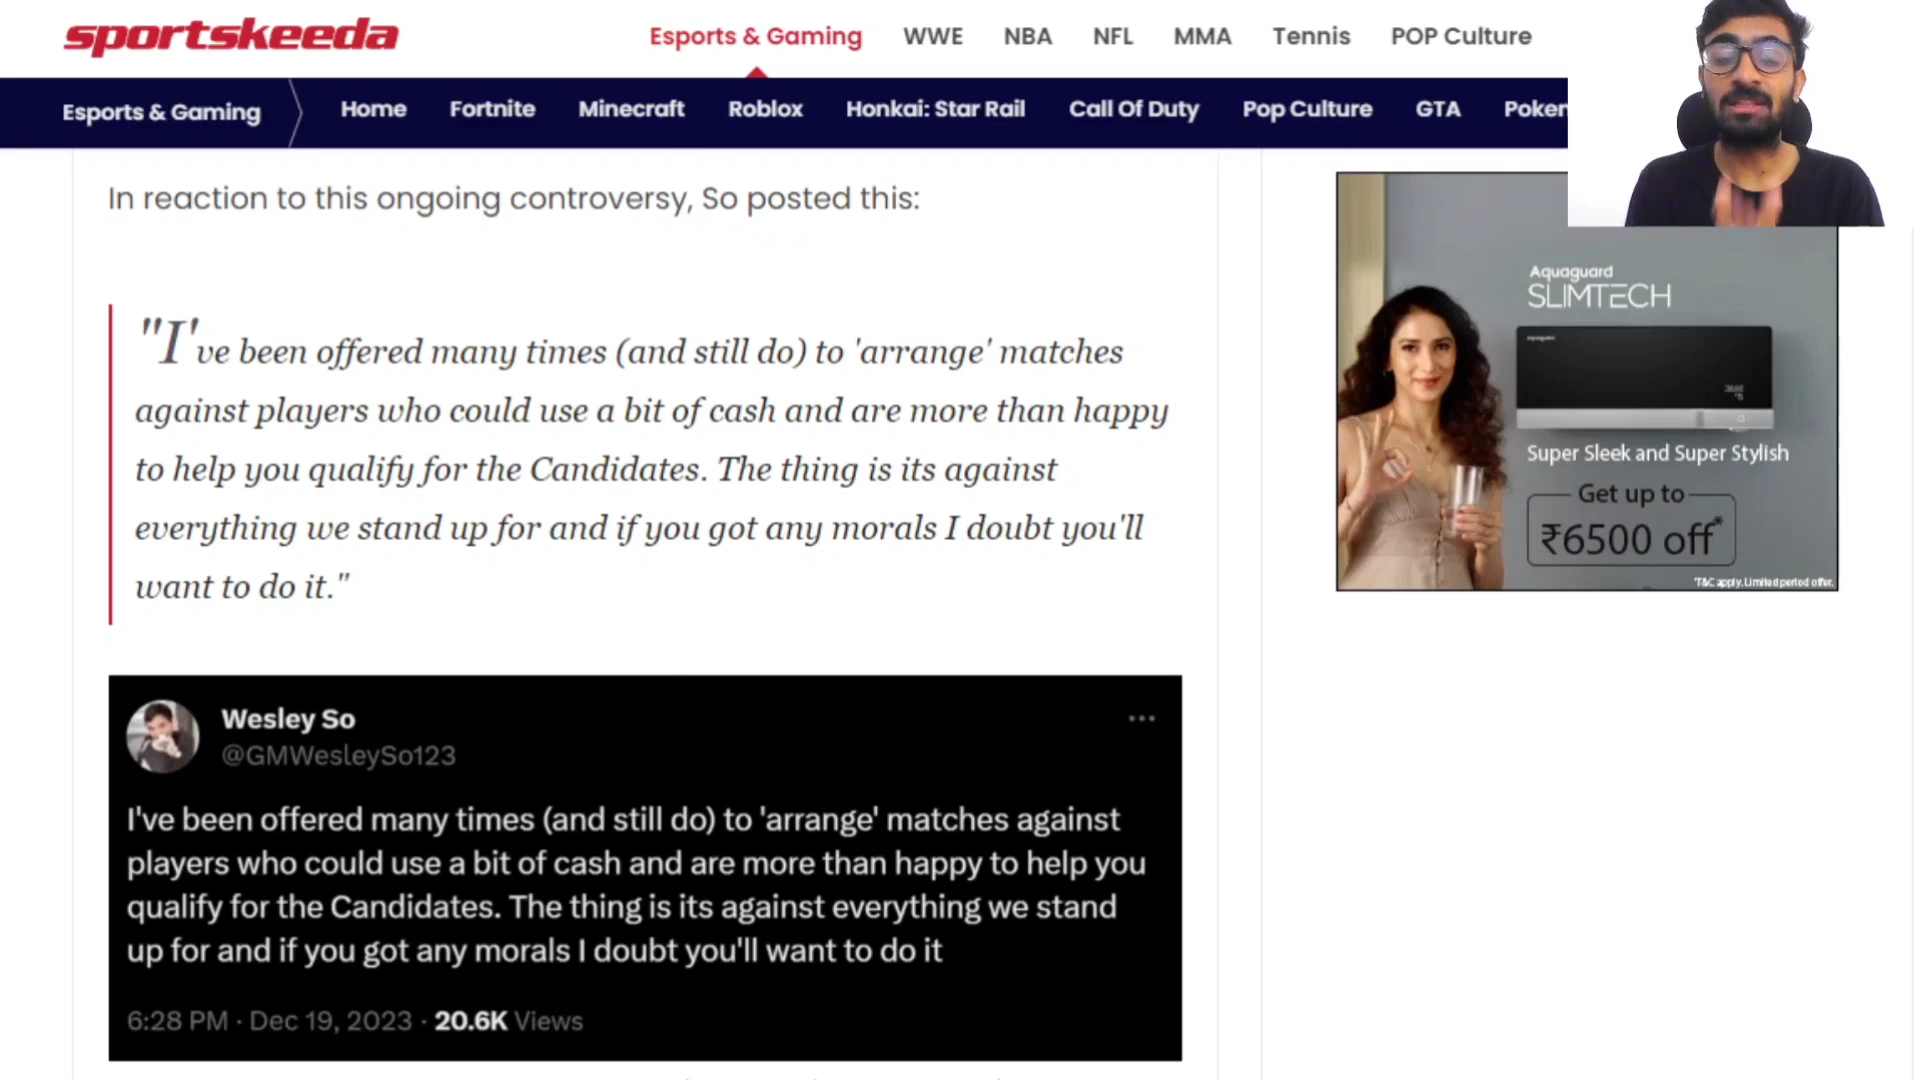 sportskeeda
Esports & Gaming WWE NBA NFL MMA Tennis POP Culture
Esports & Gaming Home Fortnite Minecraft Roblox Honkai: Star Rail Call Of Duty Pop Culture GTA
In reaction to this ongoing controversy, So posted this:
"I've been offered many times (and still do) to 'arrange' matches
against players who could use a bit of cash and are more than happy
to help you qualify for the Candidates. The thing is its against
everything we stand up for and if you got any morals I doubt you'll
want to do it."
Wesley So
@GMWesleySo123
I've been offered many times (and still do) to 'arrange' matches against
players who could use a bit of cash and are more than happy to help you
qualify for the Candidates. The thing is its against everything we stand
up for and if you got any morals I doubt you'll want to do it
6:28 PM · Dec 19, 2023 · 20.6K Views
Aquaguard
SLIMTECH
Super Sleek and Super Stylish
Get up to
₹6500 off*
*T&C apply. Limited period offer.